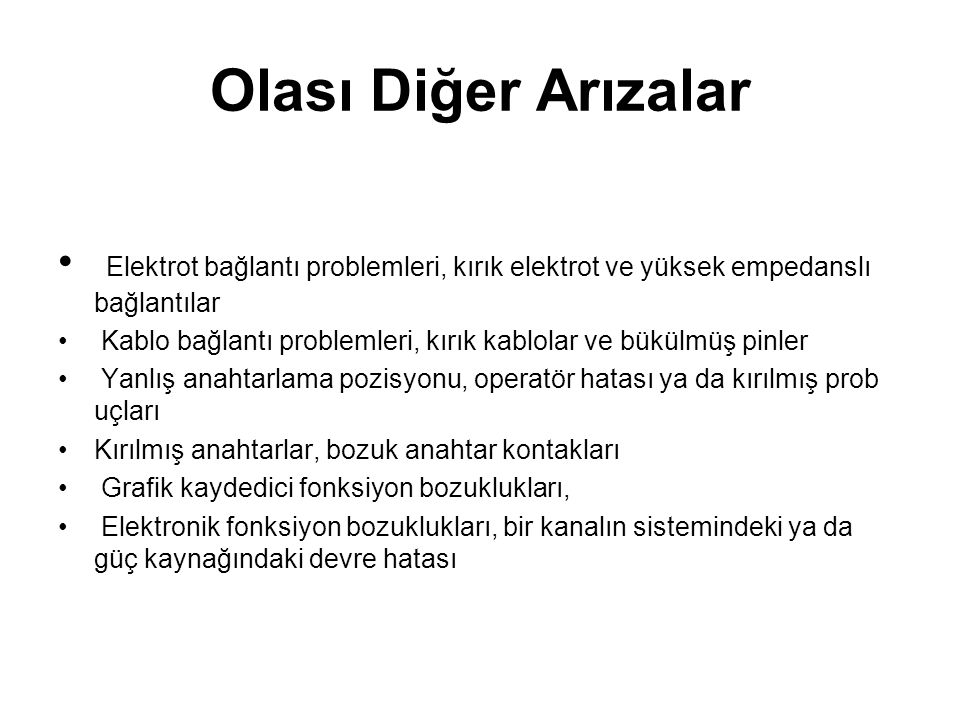 Olası Diğer Arızalar
• Elektrot bağlantı problemleri, kırık elektrot ve yüksek empedanslı
bağlantılar
• Kablo bağlantı problemleri, kırık kablolar ve bükülmüş pinler
• Yanlış anahtarlama pozisyonu, operatör hatası ya da kırılmış prob
uçları
• Kırılmış anahtarlar, bozuk anahtar kontakları
• Grafik kaydedici fonksiyon bozuklukları,
• Elektronik fonksiyon bozuklukları, bir kanalın sistemindeki ya da
güç kaynağındaki devre hatası